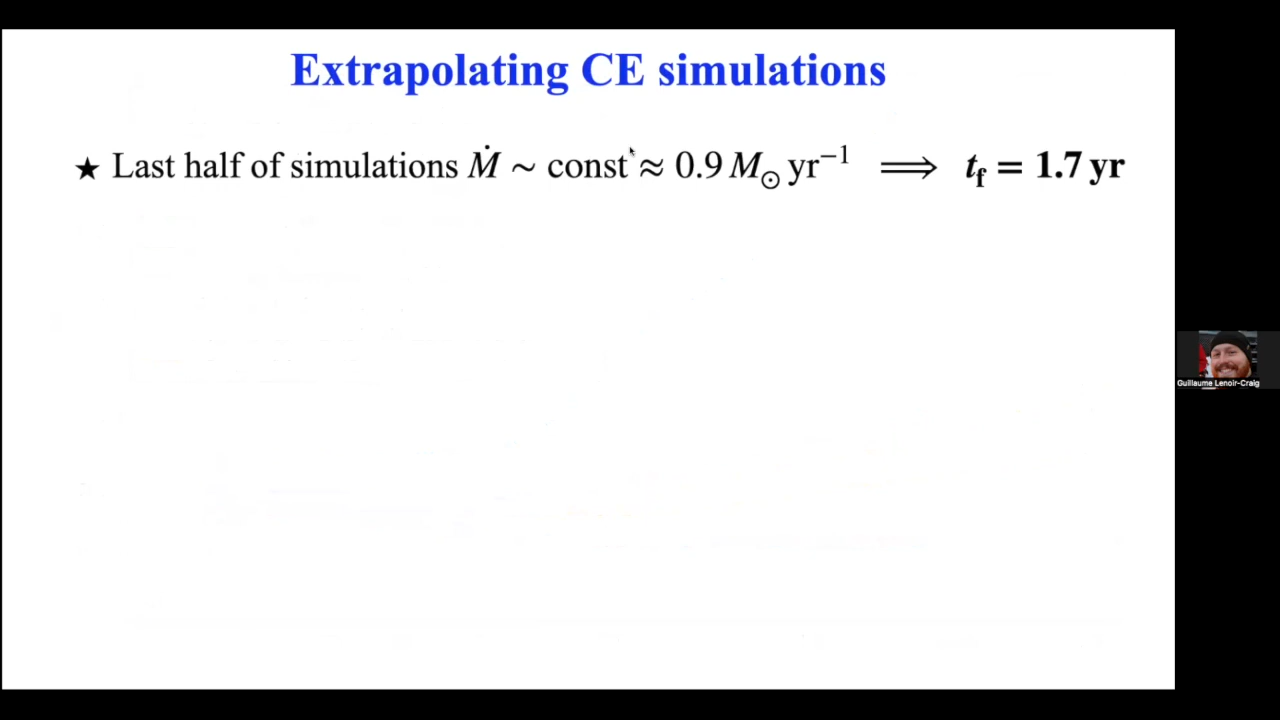 Extrapolating CE simulations
★ Last half of simulations Ṁ ∼ const ≈ 0.9 M⊙ yr⁻¹ ⟹ t_f = 1.7 yr
Guillaume Lenoir-Craig